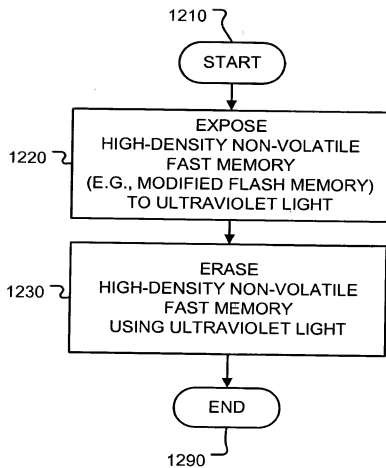 1210
START
EXPOSE
HIGH-DENSITY NON-VOLATILE
FAST MEMORY
(E.G., MODIFIED FLASH MEMORY)
TO ULTRAVIOLET LIGHT
1220
ERASE
HIGH-DENSITY NON-VOLATILE
FAST MEMORY
USING ULTRAVIOLET LIGHT
1230
END
1290